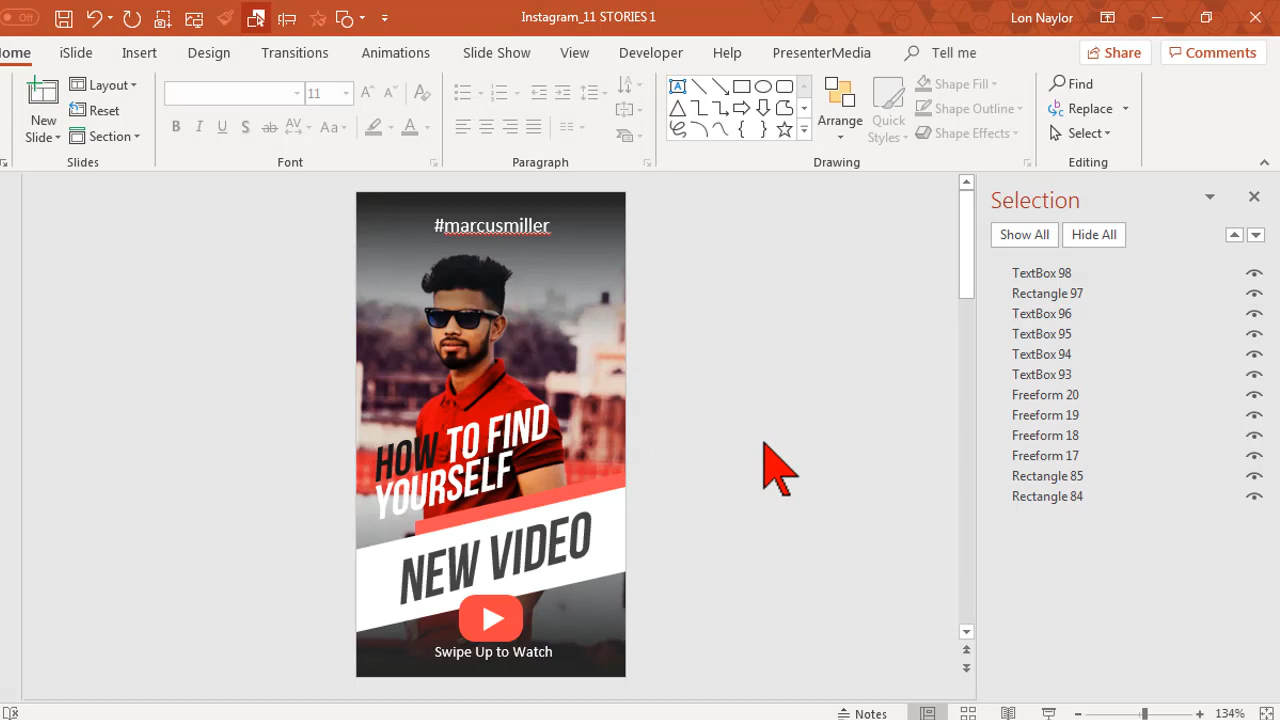 Off
Instagram_11 STORIES 1
Lon Naylor
Home
iSlide
Insert
Design
Transitions
Animations
Slide Show
View
Developer
Help
PresenterMedia
Tell me
Share
Comments
New
Slide
Layout
Reset
Section
Slides
11
B I U S ab AV Aa A
Font
Paragraph
Arrange
Quick
Styles
Shape Fill
Shape Outline
Shape Effects
Drawing
Find
Replace
Select
Editing
#marcusmiller
HOW TO FIND
YOURSELF
NEW VIDEO
Swipe Up to Watch
Selection
Show All
Hide All
TextBox 98
Rectangle 97
TextBox 96
TextBox 95
TextBox 94
TextBox 93
Freeform 20
Freeform 19
Freeform 18
Freeform 17
Rectangle 85
Rectangle 84
Notes
134%